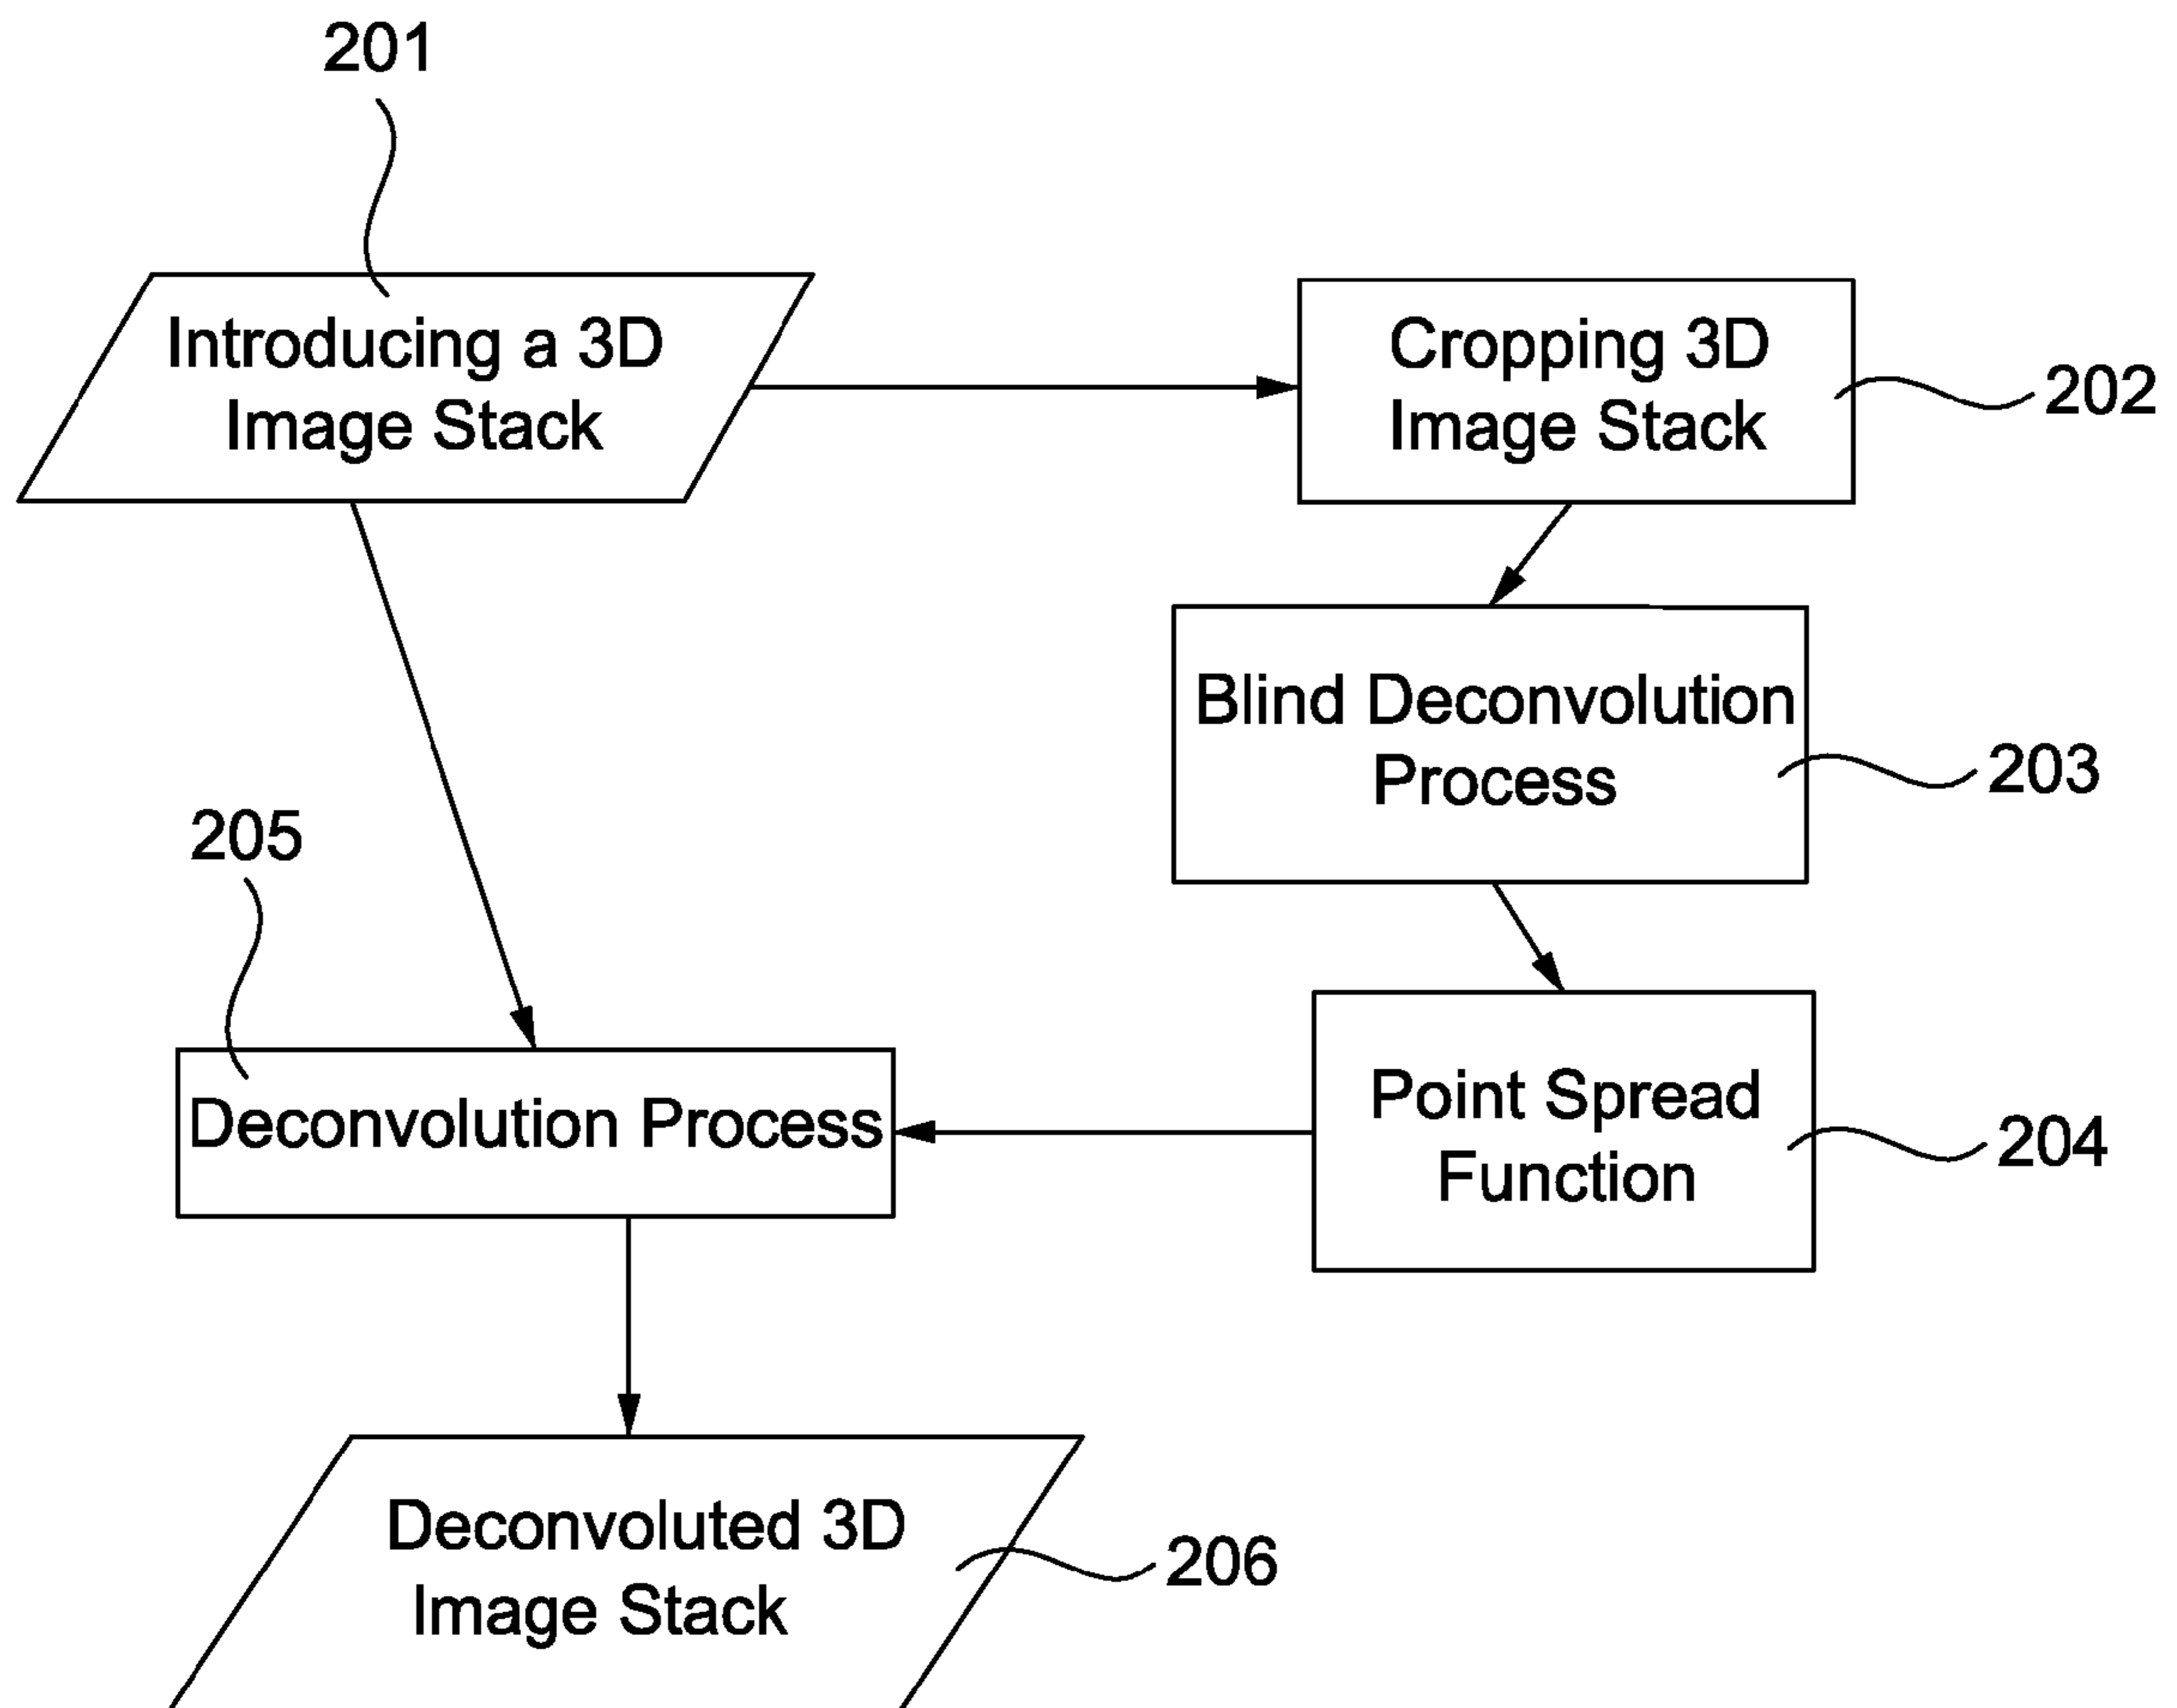 201
Introducing a 3D
Image Stack
Cropping 3D
Image Stack
202
Blind Deconvolution
Process
203
205
Deconvolution Process
Point Spread
Function
204
Deconvoluted 3D
Image Stack
206